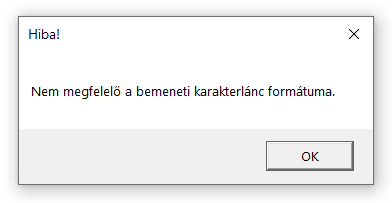 Hiba!
Nem megfelelő a bemeneti karakterlánc formátuma.
OK